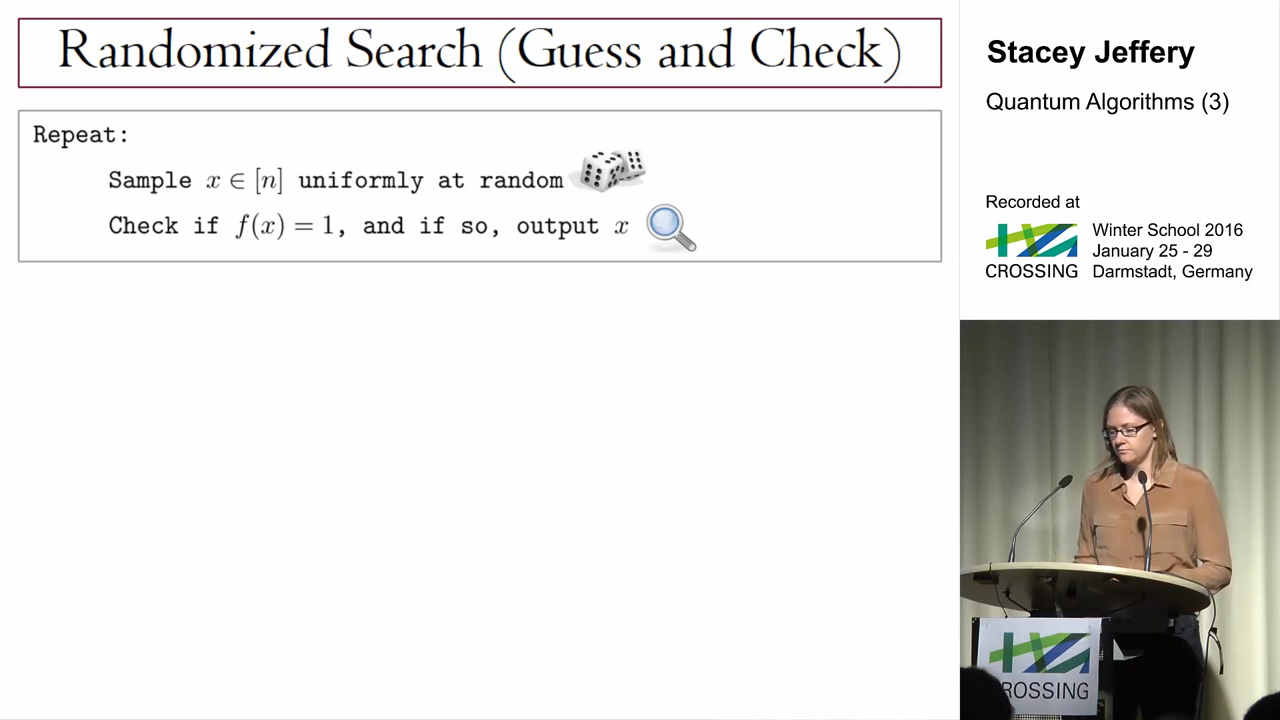 Randomized Search (Guess and Check)
Repeat:
Sample x ∈ [n] uniformly at random
Check if f(x) = 1, and if so, output x
Stacey Jeffery
Quantum Algorithms (3)
Recorded at
CROSSING
Winter School 2016
January 25 - 29
Darmstadt, Germany
ROSSING